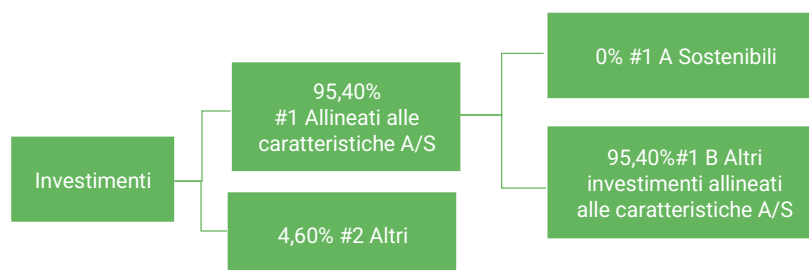 Investimenti
95,40%
#1 Allineati alle
caratteristiche A/S
4,60% #2 Altri
0% #1 A Sostenibili
95,40%#1 B Altri
investimenti allineati
alle caratteristiche A/S